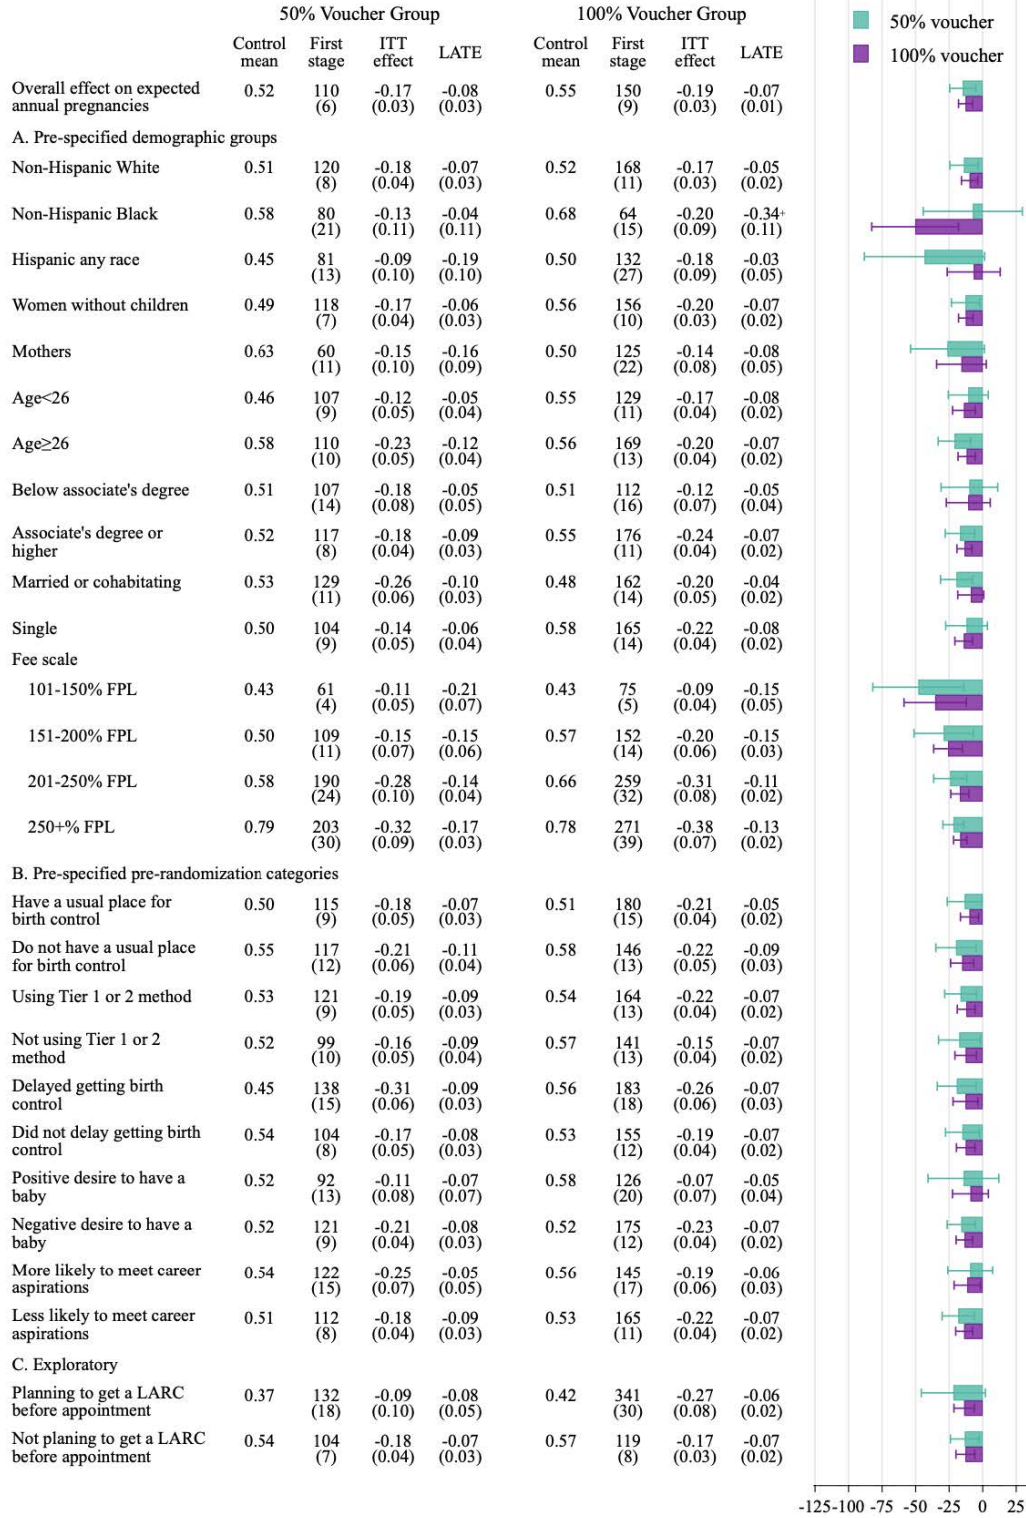 50% Voucher Group 100% Voucher Group
50% voucher
100% voucher
Control mean First stage ITT effect LATE Control mean First stage ITT effect LATE
Overall effect on expected 0.52 110 -0.17 -0.08 0.55 150 -0.19 -0.07
annual pregnancies (6) (0.03) (0.03) (9) (0.03) (0.01)
A. Pre-specified demographic groups
Non-Hispanic White 0.51 120 -0.18 -0.07 0.52 168 -0.17 -0.05
(8) (0.04) (0.03) (11) (0.03) (0.02)
Non-Hispanic Black 0.58 80 -0.13 -0.04 0.68 64 -0.20 -0.34+
(21) (0.11) (0.11) (15) (0.09) (0.11)
Hispanic any race 0.45 81 -0.09 -0.19 0.50 132 -0.18 -0.03
(13) (0.10) (0.10) (27) (0.09) (0.05)
Women without children 0.49 118 -0.17 -0.06 0.56 156 -0.20 -0.07
(7) (0.04) (0.03) (10) (0.03) (0.02)
Mothers 0.63 60 -0.15 -0.16 0.50 125 -0.14 -0.08
(11) (0.10) (0.09) (22) (0.08) (0.05)
Age<26 0.46 107 -0.12 -0.05 0.55 129 -0.17 -0.08
(9) (0.05) (0.04) (11) (0.04) (0.02)
Age≥26 0.58 110 -0.23 -0.12 0.56 169 -0.20 -0.07
(10) (0.05) (0.04) (13) (0.04) (0.02)
Below associate's degree 0.51 107 -0.18 -0.05 0.51 112 -0.12 -0.05
(14) (0.08) (0.05) (16) (0.07) (0.04)
Associate's degree or 0.52 117 -0.18 -0.09 0.55 176 -0.24 -0.07
higher (8) (0.04) (0.03) (11) (0.04) (0.02)
Married or cohabitating 0.53 129 -0.26 -0.10 0.48 162 -0.20 -0.04
(11) (0.06) (0.03) (14) (0.05) (0.02)
Single 0.50 104 -0.14 -0.06 0.58 165 -0.22 -0.08
(9) (0.05) (0.04) (14) (0.04) (0.02)
Fee scale
101-150% FPL 0.43 61 -0.11 -0.21 0.43 75 -0.09 -0.15
(4) (0.05) (0.07) (5) (0.04) (0.05)
151-200% FPL 0.50 109 -0.15 -0.15 0.57 152 -0.20 -0.15
(11) (0.07) (0.06) (14) (0.06) (0.03)
201-250% FPL 0.58 190 -0.28 -0.14 0.66 259 -0.31 -0.11
(24) (0.10) (0.04) (32) (0.08) (0.02)
250+% FPL 0.79 203 -0.32 -0.17 0.78 271 -0.38 -0.13
(30) (0.09) (0.03) (39) (0.07) (0.02)
B. Pre-specified pre-randomization categories
Have a usual place for 0.50 115 -0.18 -0.07 0.51 180 -0.21 -0.05
birth control (9) (0.05) (0.03) (15) (0.04) (0.02)
Do not have a usual place 0.55 117 -0.21 -0.11 0.58 146 -0.22 -0.09
for birth control (12) (0.06) (0.04) (13) (0.05) (0.03)
Using Tier 1 or 2 method 0.53 121 -0.19 -0.09 0.54 164 -0.22 -0.07
(9) (0.05) (0.03) (13) (0.04) (0.02)
Not using Tier 1 or 2 0.52 99 -0.16 -0.09 0.57 141 -0.15 -0.07
method (10) (0.05) (0.04) (13) (0.04) (0.02)
Delayed getting birth 0.45 138 -0.31 -0.09 0.56 183 -0.26 -0.07
control (15) (0.06) (0.03) (18) (0.06) (0.03)
Did not delay getting birth 0.54 104 -0.17 -0.08 0.53 155 -0.19 -0.07
control (8) (0.05) (0.03) (12) (0.04) (0.02)
Positive desire to have a 0.52 92 -0.11 -0.07 0.58 126 -0.07 -0.05
baby (13) (0.08) (0.07) (20) (0.07) (0.04)
Negative desire to have a 0.52 121 -0.21 -0.08 0.52 175 -0.23 -0.07
baby (9) (0.04) (0.03) (12) (0.04) (0.02)
More likely to meet career 0.54 122 -0.25 -0.05 0.56 145 -0.19 -0.06
aspirations (15) (0.07) (0.05) (17) (0.06) (0.03)
Less likely to meet career 0.51 112 -0.18 -0.09 0.53 165 -0.22 -0.07
aspirations (8) (0.04) (0.03) (11) (0.04) (0.02)
C. Exploratory
Planning to get a LARC 0.37 132 -0.09 -0.08 0.42 341 -0.27 -0.06
before appointment (18) (0.10) (0.05) (30) (0.08) (0.02)
Not planing to get a LARC 0.54 104 -0.18 -0.07 0.57 119 -0.17 -0.07
before appointment (7) (0.04) (0.03) (8) (0.03) (0.02)
-125 -100 -75 -50 -25 0 25